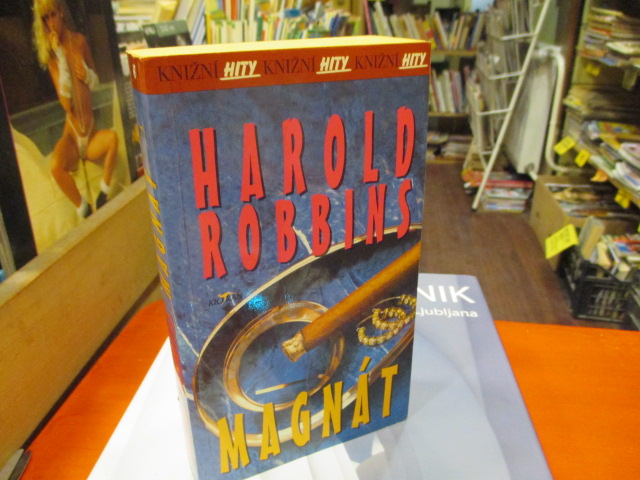 KNIŽNÍ HITY KNIŽNÍ HITY KNIŽNÍ HITY
HAROLD
ROBBINS
MAGNÁT
NIK
Ljubljana